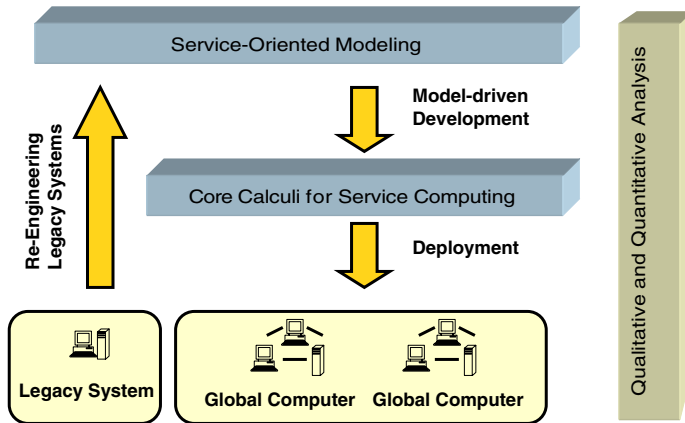 Service-Oriented Modeling
Model-driven
Development
Re-Engineering
Legacy Systems
Core Calculi for Service Computing
Deployment
Legacy System
Global Computer
Global Computer
Qualitative and Quantitative Analysis